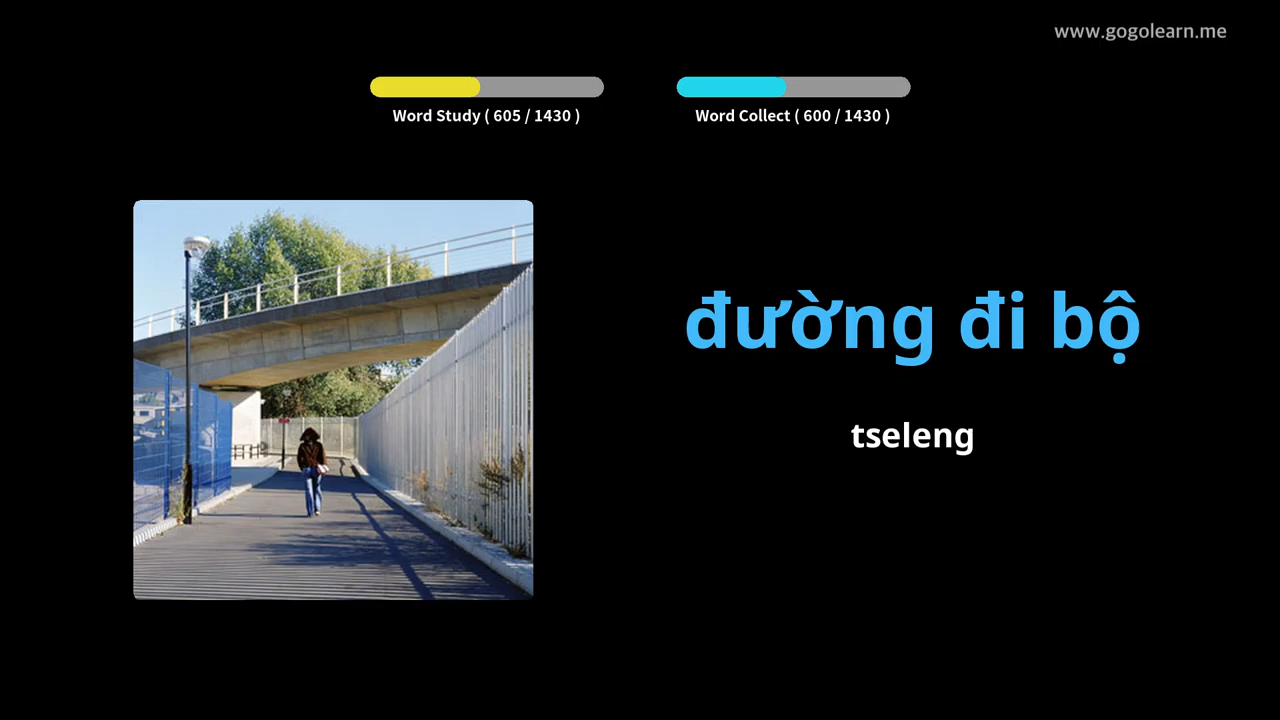 www.gogolearn.me
Word Study ( 605 / 1430 )
Word Collect ( 600 / 1430 )
đường đi bộ
tseleng